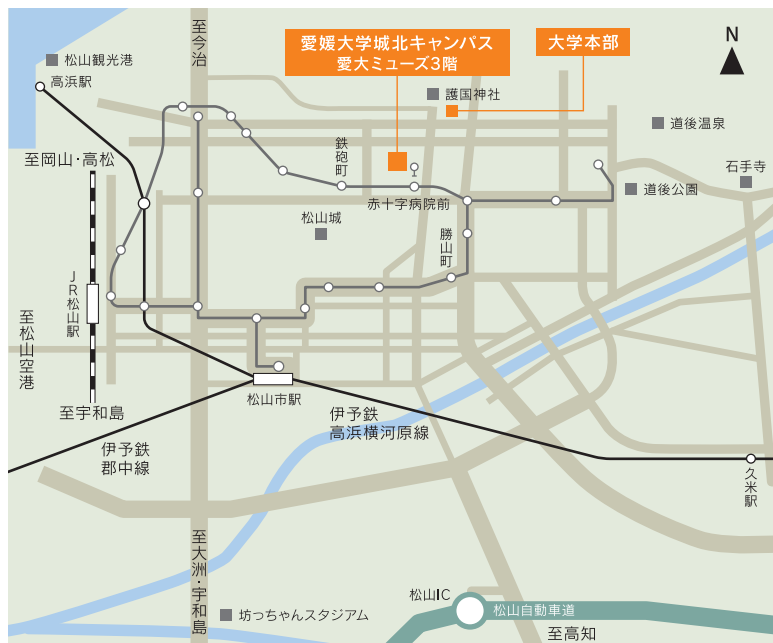 至今治
愛媛大学城北キャンパス
愛大ミューズ3階
大学本部
N
松山観光港
高浜駅
護国神社
道後温泉
鉄砲町
至岡山・高松
石手寺
道後公園
赤十字病院前
松山城
勝山町
JR松山駅
至松山空港
松山市駅
至宇和島
伊予鉄
高浜横河原線
伊予鉄
郡中線
久米駅
至大洲・宇和島
松山IC
松山自動車道
坊っちゃんスタジアム
至高知